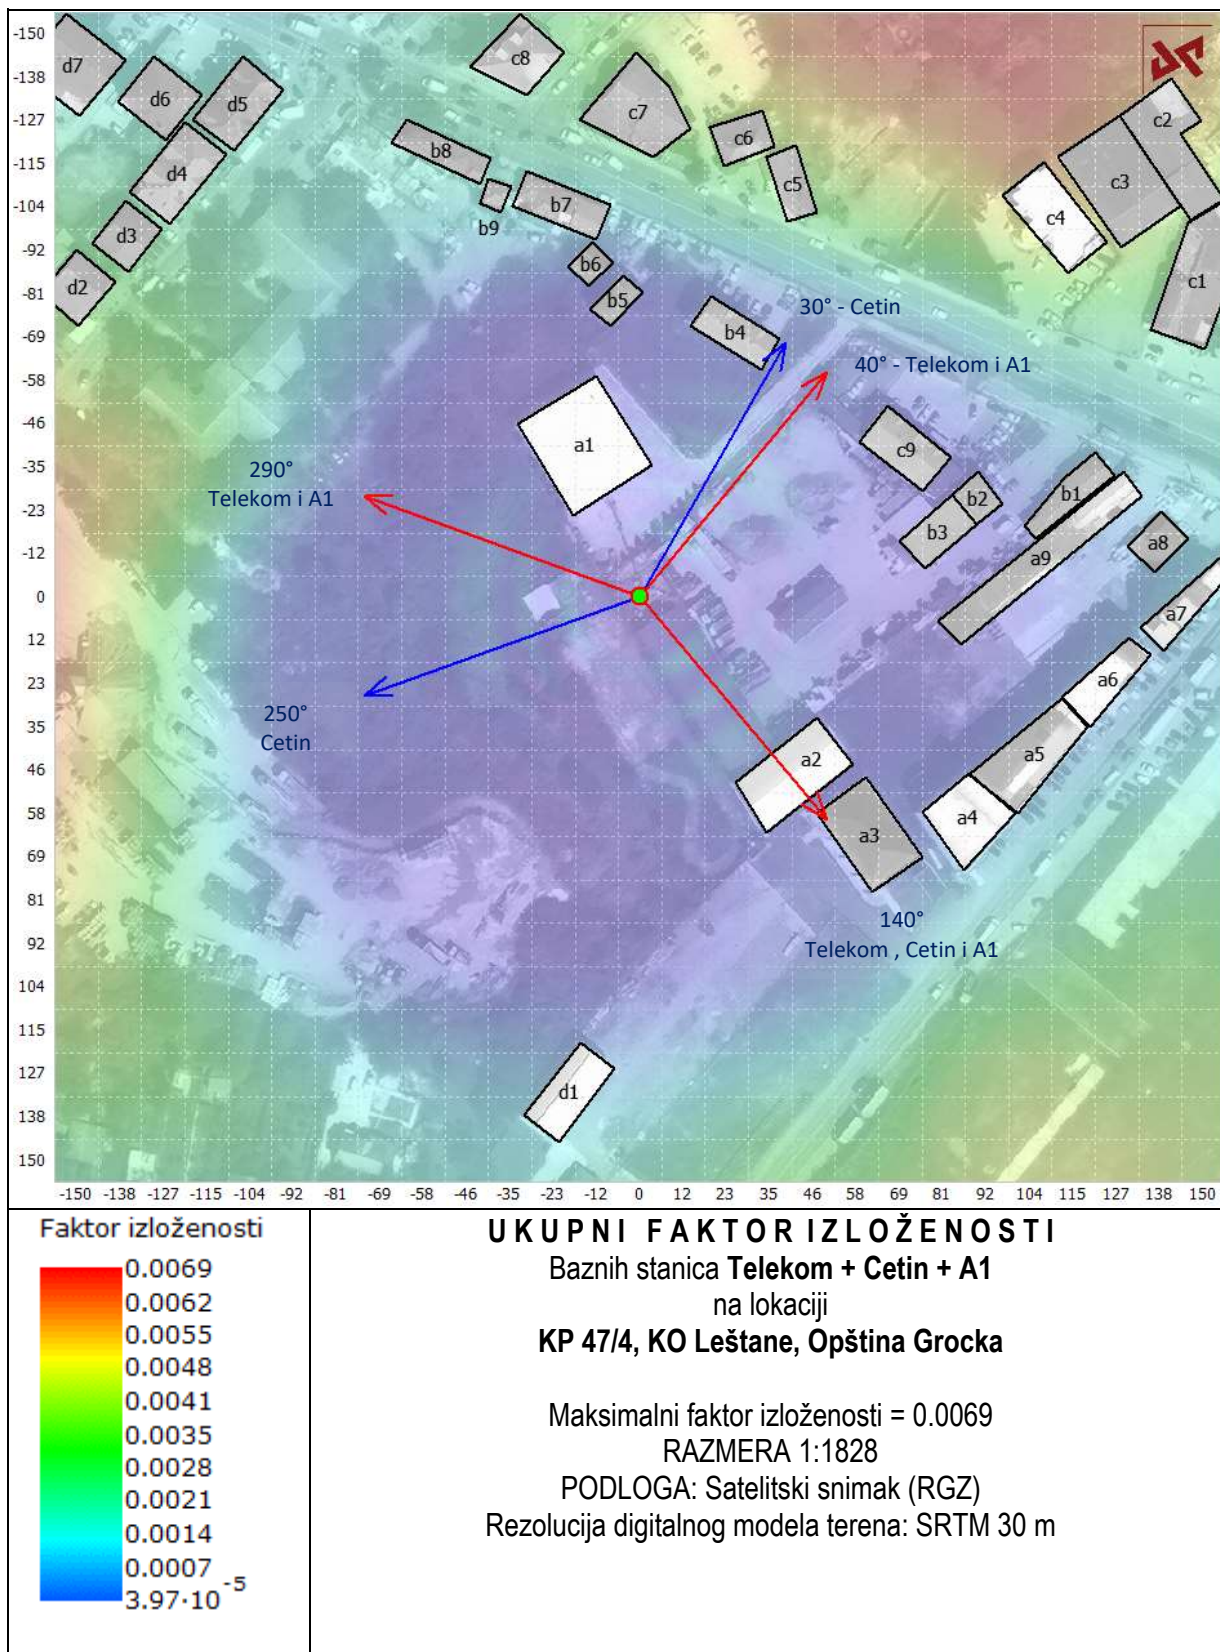 -150
-138
-127
-115
-104
-92
-81
-69
-58
-46
-35
-23
-12
0
12
23
35
46
58
69
81
92
104
115
127
138
150
d7
d6
d5
d4
d3
d2
c8
c7
c6
c5
c4
c3
c2
c1
b8
b9
b7
b6
b5
b4
30° - Cetin
40° - Telekom i A1
a1
c9
b2
b3
b1
a9
a8
a7
a6
a5
a4
290°
Telekom i A1
250°
Cetin
a2
a3
140°
Telekom , Cetin i A1
d1
-150 -138 -127 -115 -104 -92 -81 -69 -58 -46 -35 -23 -12 0 12 23 35 46 58 69 81 92 104 115 127 138 150
Faktor izloženosti
0.0069
0.0062
0.0055
0.0048
0.0041
0.0035
0.0028
0.0021
0.0014
0.0007
3.97·10⁻⁵
UKUPNI FAKTOR IZLOŽENOSTI
Baznih stanica Telekom + Cetin + A1
na lokaciji
KP 47/4, KO Leštane, Opština Grocka
Maksimalni faktor izloženosti = 0.0069
RAZMERA 1:1828
PODLOGA: Satelitski snimak (RGZ)
Rezolucija digitalnog modela terena: SRTM 30 m